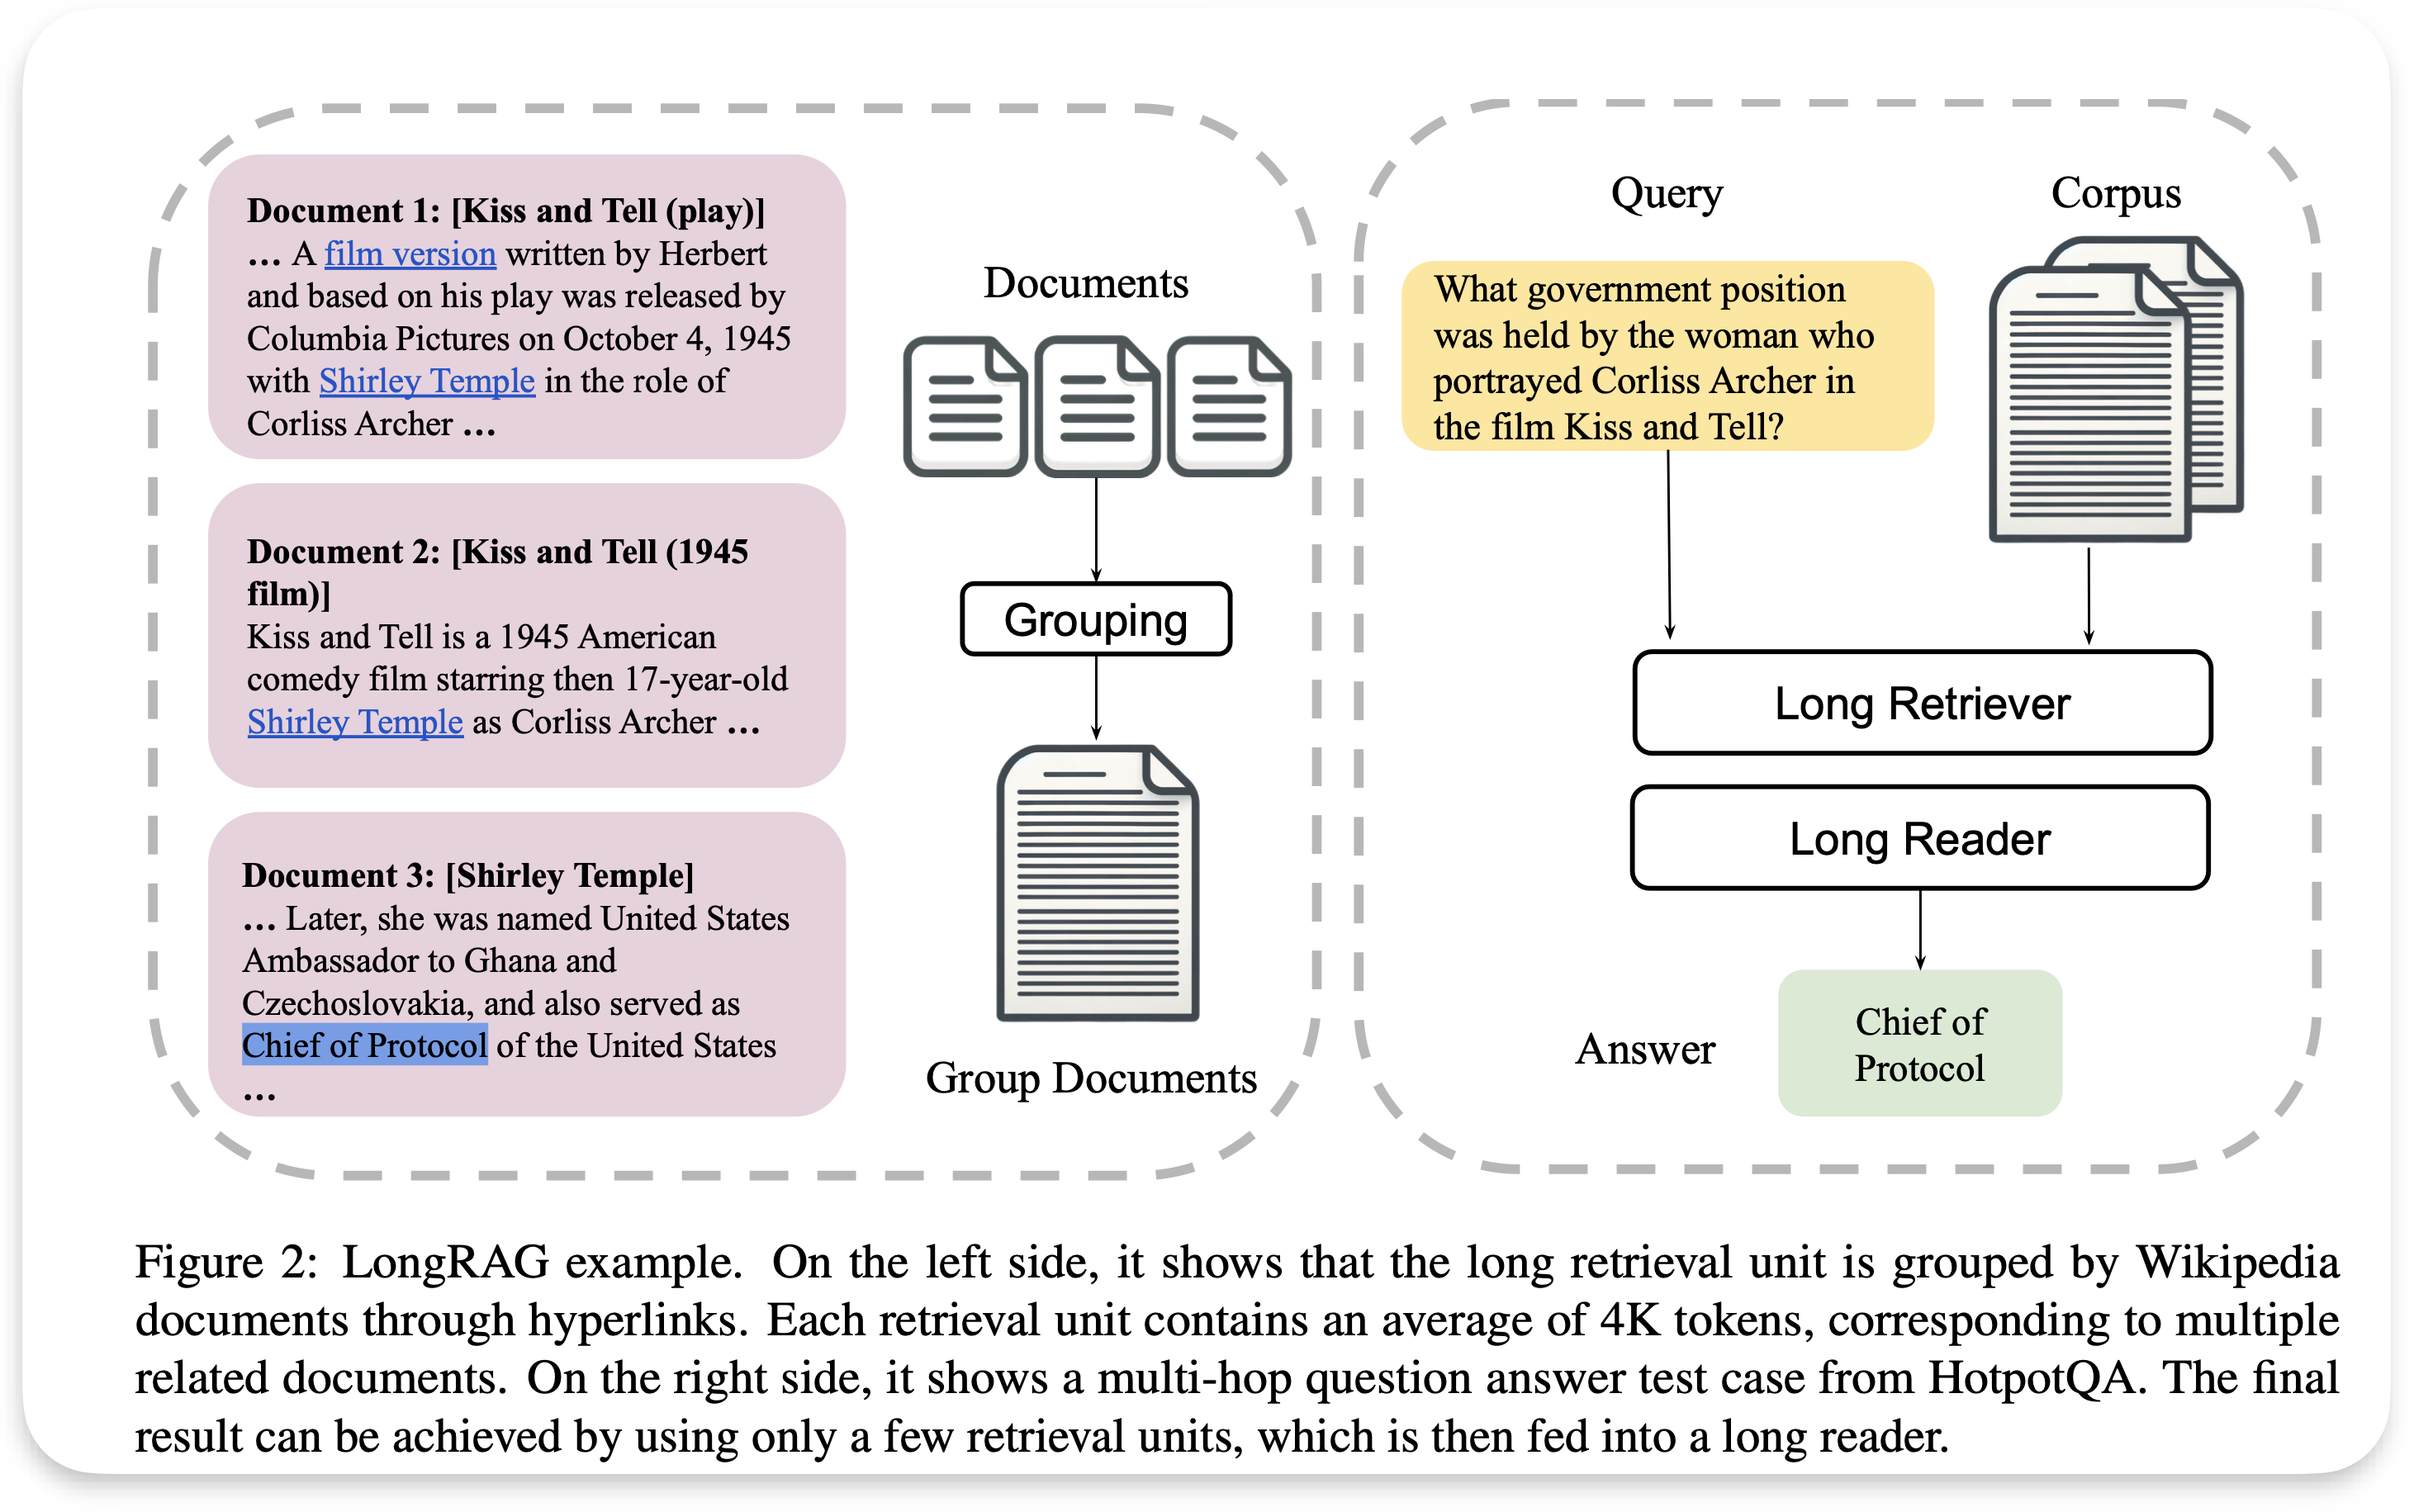 Document 1: [Kiss and Tell (play)]
... A film version written by Herbert
and based on his play was released by
Columbia Pictures on October 4, 1945
with Shirley Temple in the role of
Corliss Archer ...
Document 2: [Kiss and Tell (1945
film)]
Kiss and Tell is a 1945 American
comedy film starring then 17-year-old
Shirley Temple as Corliss Archer ...
Document 3: [Shirley Temple]
... Later, she was named United States
Ambassador to Ghana and
Czechoslovakia, and also served as
Chief of Protocol of the United States
...
Documents
Grouping
Group Documents
Query
What government position
was held by the woman who
portrayed Corliss Archer in
the film Kiss and Tell?
Corpus
Long Retriever
Long Reader
Answer
Chief of
Protocol
Figure 2: LongRAG example. On the left side, it shows that the long retrieval unit is grouped by Wikipedia
documents through hyperlinks. Each retrieval unit contains an average of 4K tokens, corresponding to multiple
related documents. On the right side, it shows a multi-hop question answer test case from HotpotQA. The final
result can be achieved by using only a few retrieval units, which is then fed into a long reader.